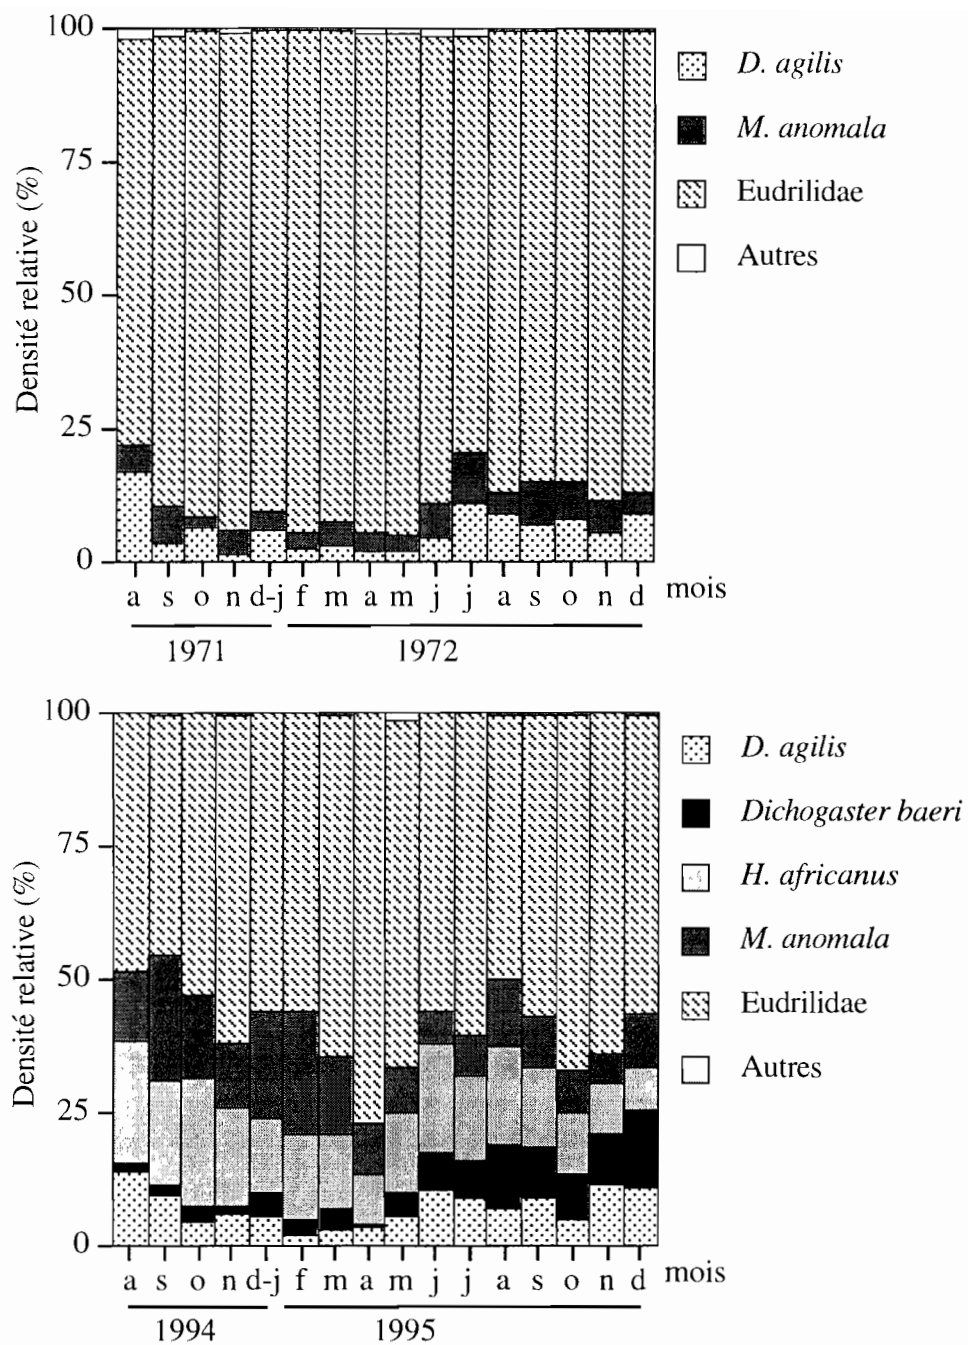 Densité relative (%)
100
75
50
25
0
a s o n d-j f m a m j j a s o n d mois
1971 1972
D. agilis
M. anomala
Eudrilidae
Autres
Densité relative (%)
100
75
50
25
0
a s o n d-j f m a m j j a s o n d mois
1994 1995
D. agilis
Dichogaster baeri
H. africanus
M. anomala
Eudrilidae
Autres